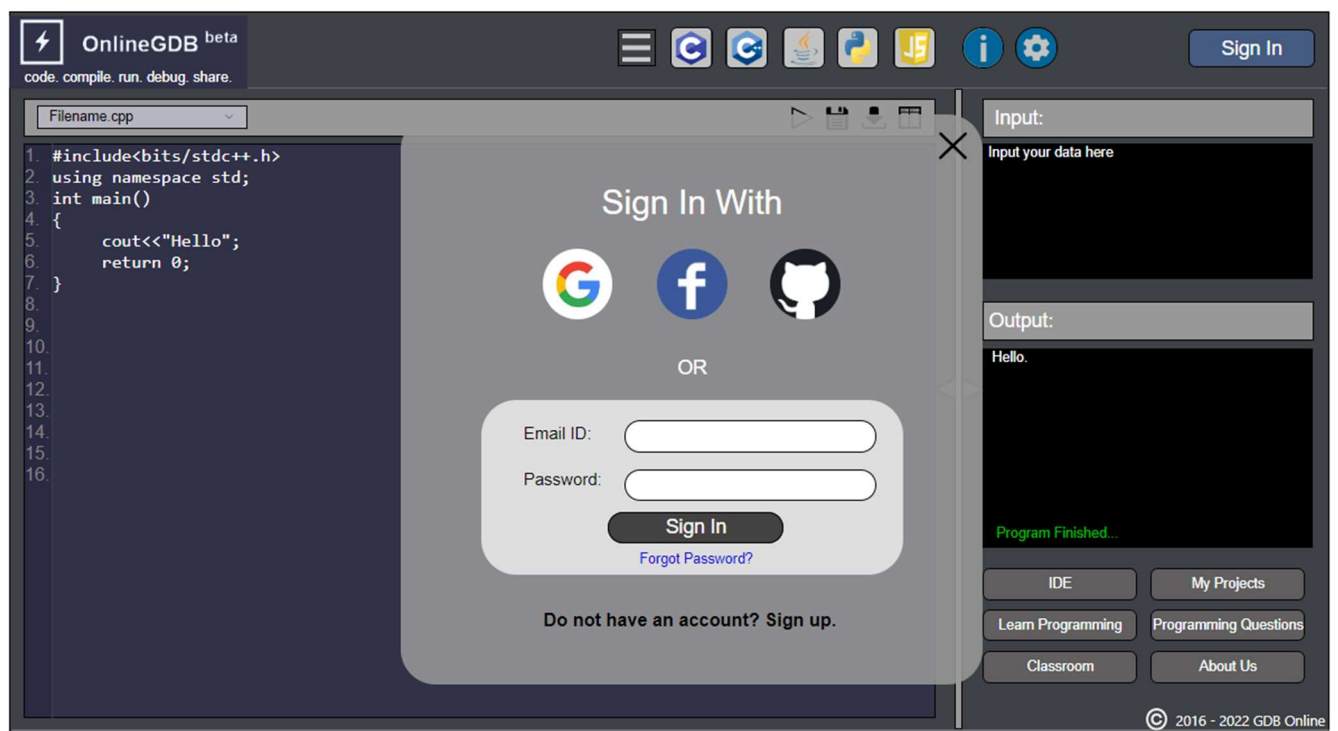 OnlineGDB beta
code. compile. run. debug. share.
JS
i
Sign In
Filename.cpp
Input:
1. #include<bits/stdc++.h>
2. using namespace std;
3. int main()
4. {
5. cout<<"Hello";
6. return 0;
7. }
8.
9.
10.
11.
12.
13.
14.
15.
16.
Sign In With
G f
OR
Email ID:
Password:
Sign In
Forgot Password?
Do not have an account? Sign up.
Input your data here
Output:
Hello.
Program Finished...
IDE My Projects
Learn Programming Programming Questions
Classroom About Us
© 2016 - 2022 GDB Online